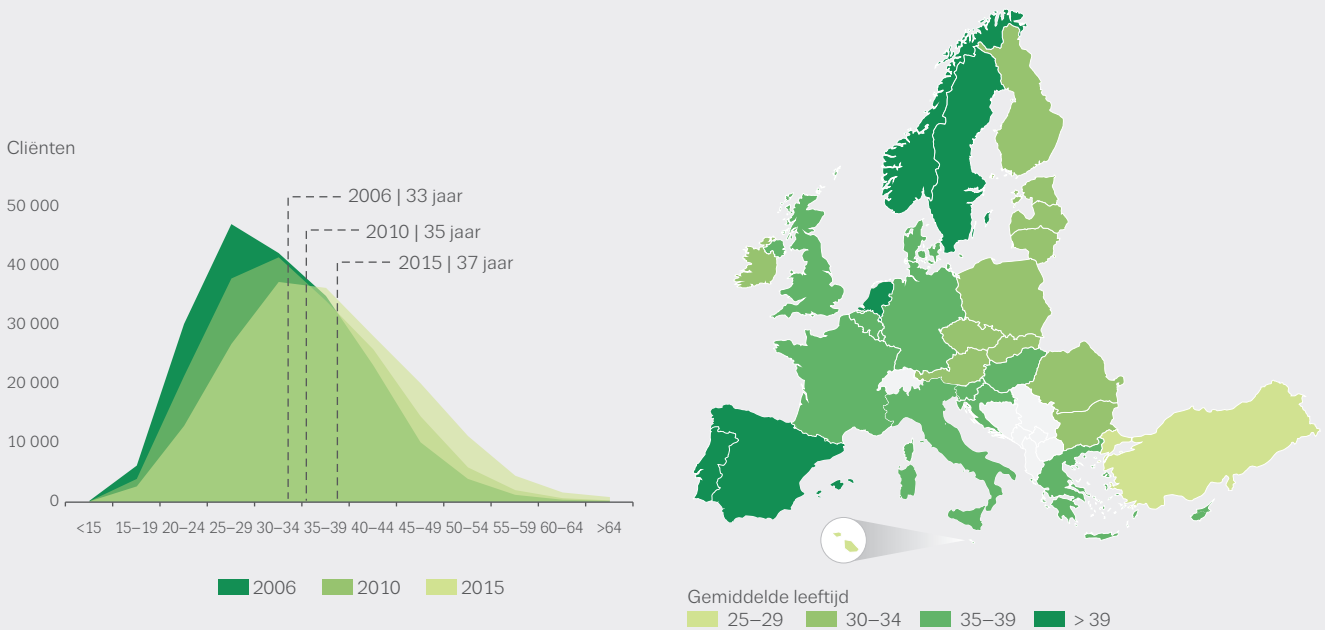 Cliënten
50 000
40 000
30 000
20 000
10 000
0
2006 | 33 jaar
2010 | 35 jaar
2015 | 37 jaar
<15 15–19 20–24 25–29 30–34 35–39 40–44 45–49 50–54 55–59 60–64 >64
2006 2010 2015
Gemiddelde leeftijd
25–29 30–34 35–39 > 39